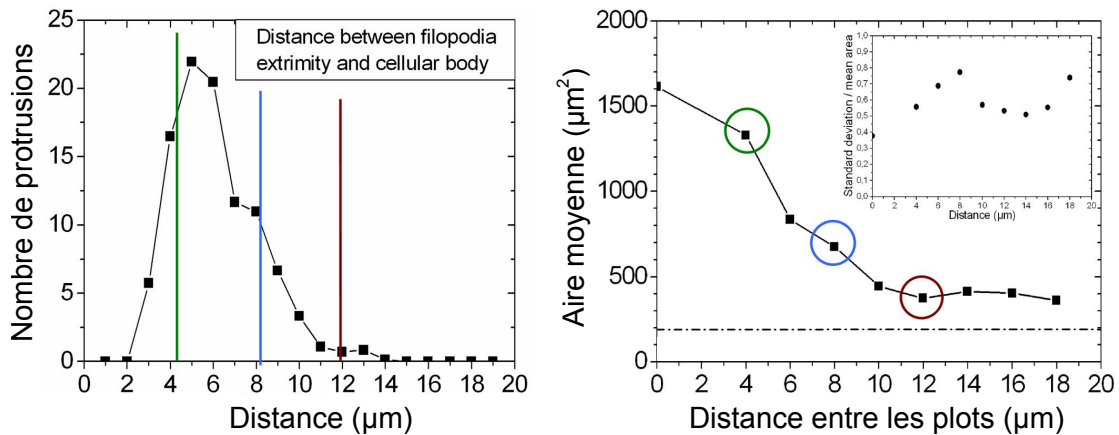 25
20
15
10
5
0
Nombre de protrusions
Distance between filopodia
extrimity and cellular body
0 2 4 6 8 10 12 14 16 18 20
Distance (µm)
2000
1500
1000
500
0
Aire moyenne (µm²)
0 2 4 6 8 10 12 14 16 18 20
Distance entre les plots (µm)
1,0
0,9
0,8
0,7
0,6
0,5
0,4
0,3
0,2
0,1
0,0
Standard deviation / mean area
0 2 4 6 8 10 12 14 16 18 20
Distance (µm)